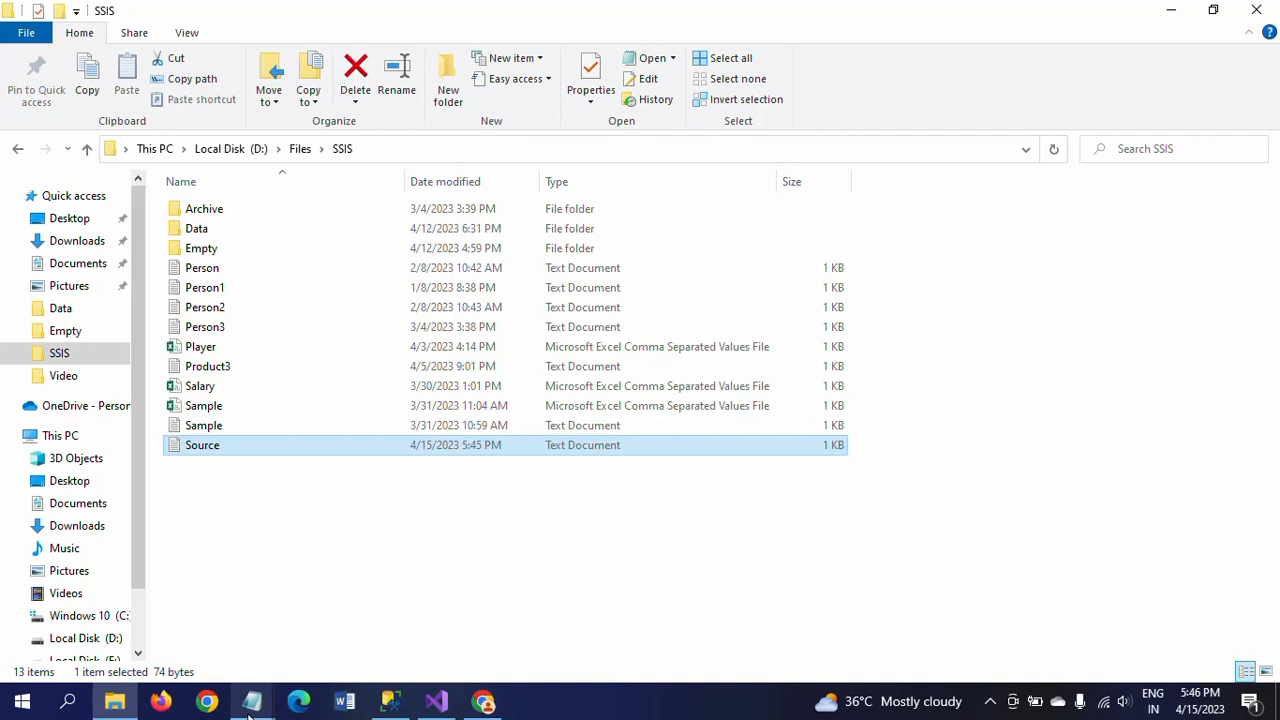 SSIS
File Home Share View
Pin to Quick access
Copy
Paste
Cut
Copy path
Paste shortcut
Clipboard
Move to
Copy to
Delete
Rename
Organize
New folder
New item
Easy access
New
Properties
Open
Edit
History
Open
Select all
Select none
Invert selection
Select
This PC > Local Disk (D:) > Files > SSIS
Search SSIS
Name Date modified Type Size
Archive 3/4/2023 3:39 PM File folder
Data 4/12/2023 6:31 PM File folder
Empty 4/12/2023 4:59 PM File folder
Person 2/8/2023 10:42 AM Text Document 1 KB
Person1 1/8/2023 8:38 PM Text Document 1 KB
Person2 2/8/2023 10:43 AM Text Document 1 KB
Person3 3/4/2023 3:38 PM Text Document 1 KB
Player 4/3/2023 4:14 PM Microsoft Excel Comma Separated Values File 1 KB
Product3 4/5/2023 9:01 PM Text Document 1 KB
Salary 3/30/2023 1:01 PM Microsoft Excel Comma Separated Values File 1 KB
Sample 3/31/2023 11:04 AM Microsoft Excel Comma Separated Values File 1 KB
Sample 3/31/2023 10:59 AM Text Document 1 KB
Source 4/15/2023 5:45 PM Text Document 1 KB
Quick access
Desktop
Downloads
Documents
Pictures
Data
Empty
SSIS
Video
OneDrive - Person
This PC
3D Objects
Desktop
Documents
Downloads
Music
Pictures
Videos
Windows 10 (C:
Local Disk (D:)
13 items 1 item selected 74 bytes
36°C Mostly cloudy
ENG
IN
5:46 PM
4/15/2023
1